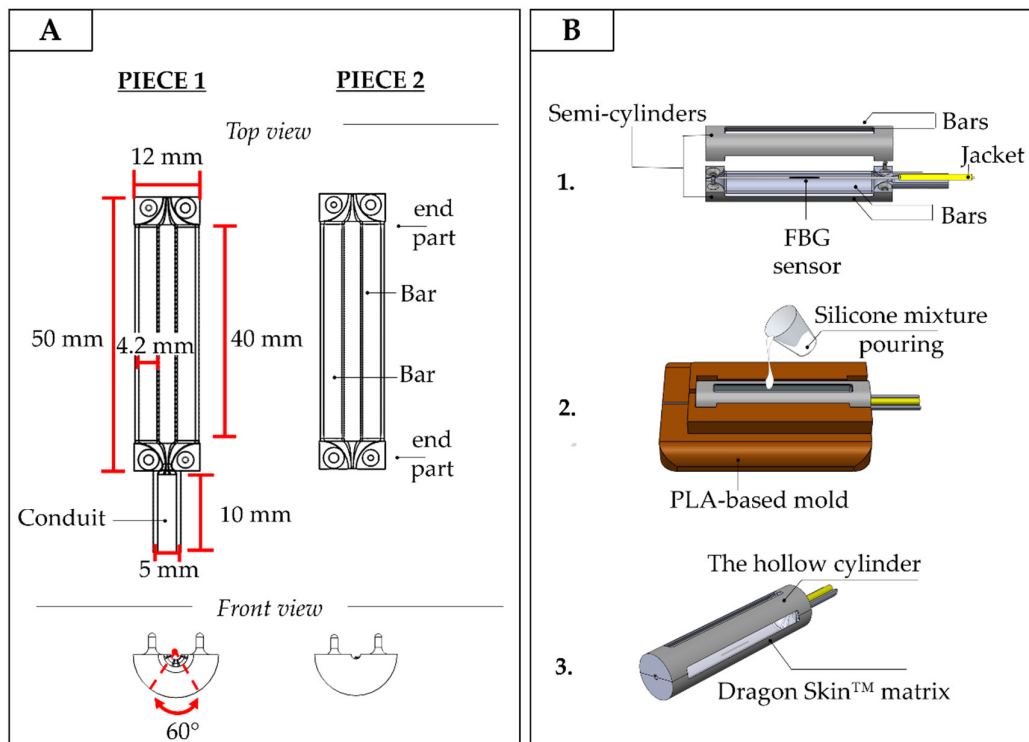 A
PIECE 1
PIECE 2
Top view
12 mm
end
part
50 mm
4.2 mm
40 mm
Bar
Bar
end
part
Conduit
10 mm
5 mm
Front view
60°
B
Semi-cylinders
Bars
Jacket
1.
Bars
FBG
sensor
Silicone mixture
pouring
2.
PLA-based mold
The hollow cylinder
3.
Dragon Skin™ matrix